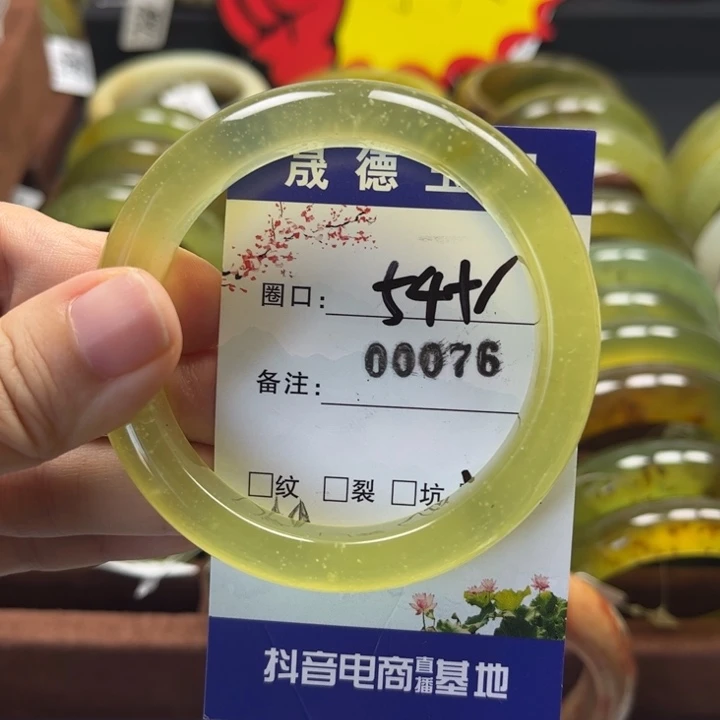 晟德玉
圈口: 54+/
备注: 00076
□纹 □裂 □坑
抖音电商直播基地